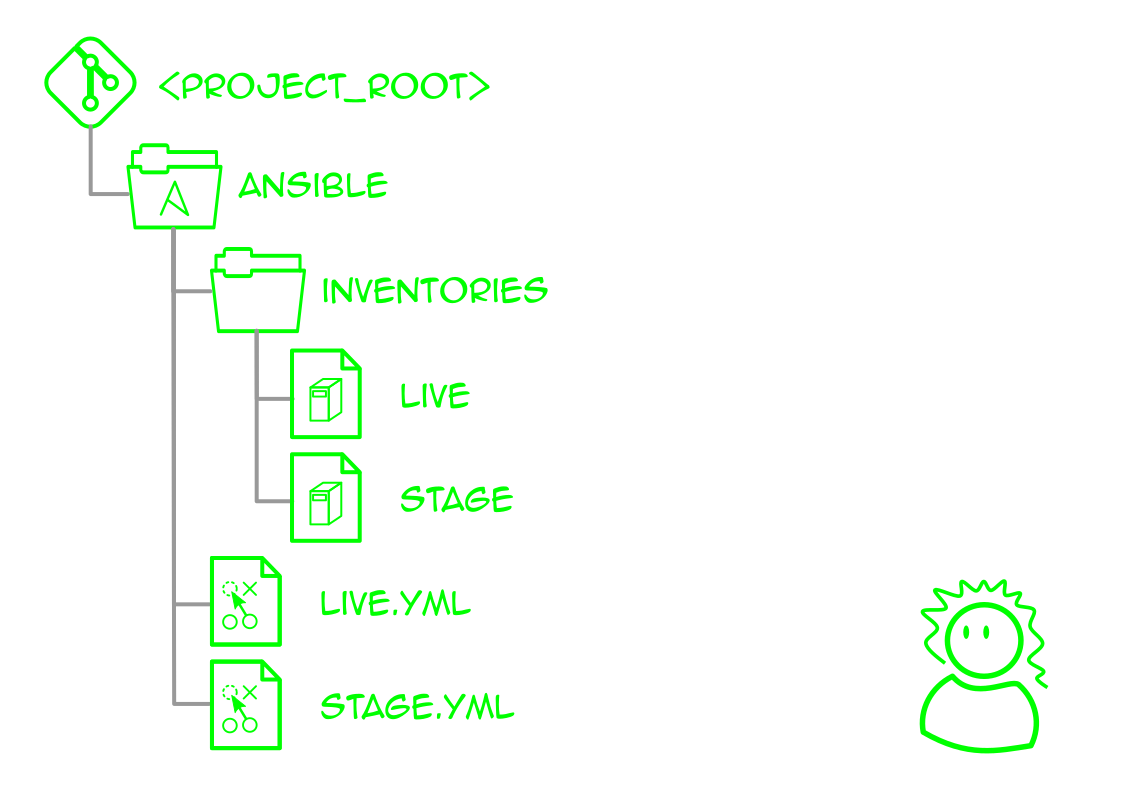 <PROJECT_ROOT>
ANSIBLE
INVENTORIES
LIVE
STAGE
LIVE.YML
STAGE.YML